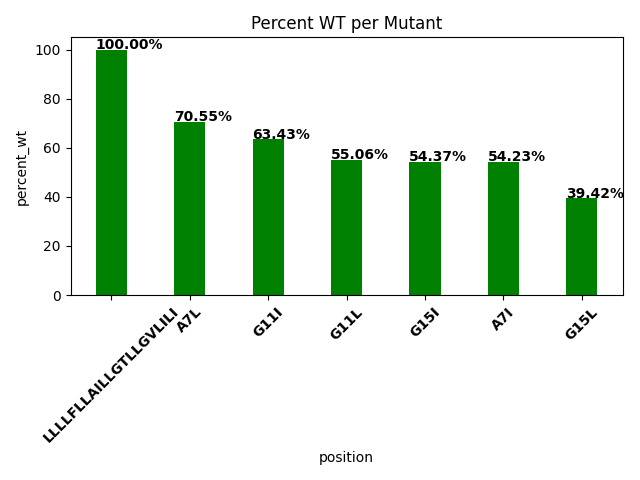 Percent WT per Mutant
percent_wt
100
80
60
40
20
0
100.00%
70.55%
63.43%
55.06%
54.37%
54.23%
39.42%
LLLLFLLAILLGTLLGVLILI
A7L
G11I
G11L
G15I
A7I
G15L
position